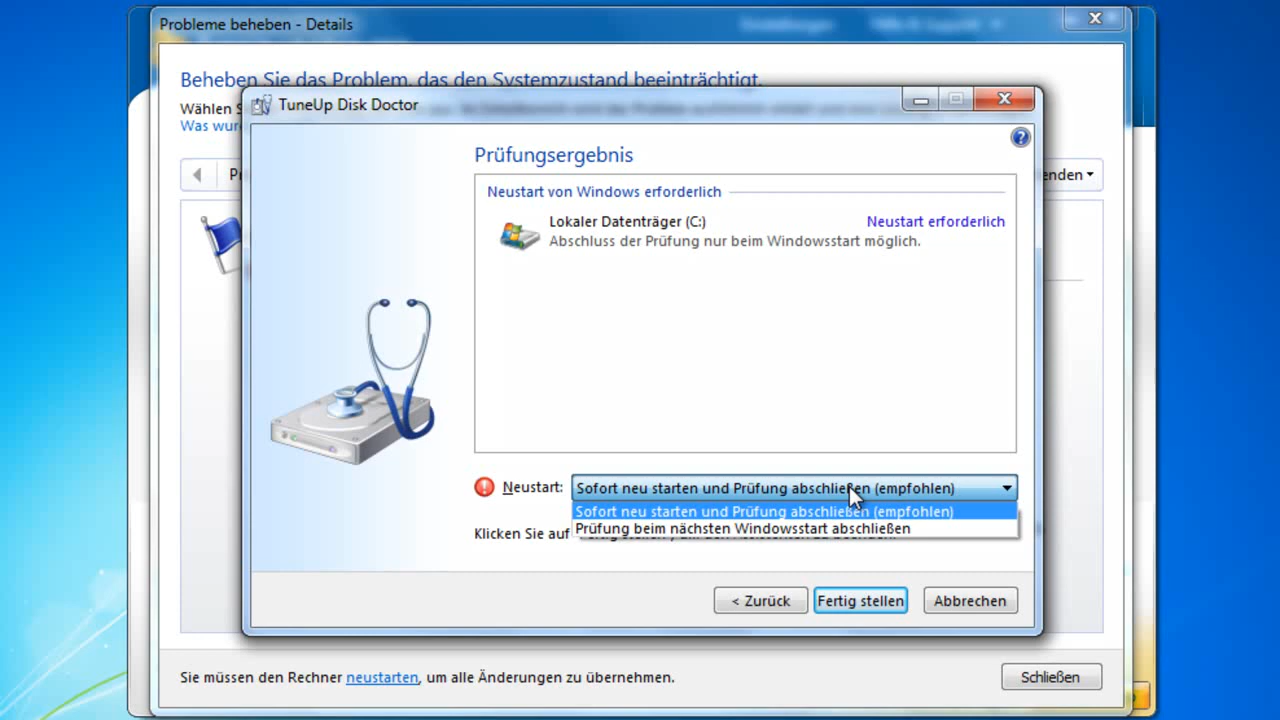 Probleme beheben - Details
Beheben Sie das Problem, das den Systemzustand beeinträchtigt.
Wählen
Was wur
TuneUp Disk Doctor
Prüfungsergebnis
Neustart von Windows erforderlich
Lokaler Datenträger (C:)
Neustart erforderlich
Abschluss der Prüfung nur beim Windowsstart möglich.
Neustart:
Sofort neu starten und Prüfung abschließen (empfohlen)
Sofort neu starten und Prüfung abschließen (empfohlen)
Prüfung beim nächsten Windowsstart abschließen
Klicken Sie auf
< Zurück
Fertig stellen
Abbrechen
Sie müssen den Rechner neustarten, um alle Änderungen zu übernehmen.
Schließen